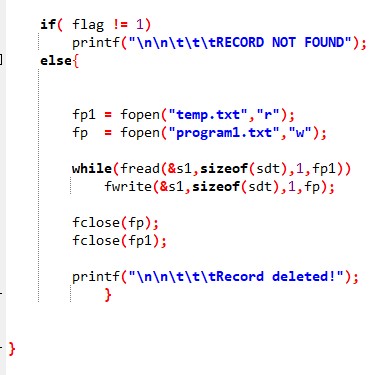 if( flag != 1)
printf("\n\n\t\t\tRECORD NOT FOUND");
else{
fp1 = fopen("temp.txt","r");
fp = fopen("program1.txt","w");
while(fread(&s1,sizeof(sdt),1,fp1))
fwrite(&s1,sizeof(sdt),1,fp);
fclose(fp);
fclose(fp1);
printf("\n\n\t\t\tRecord deleted!");
}
}